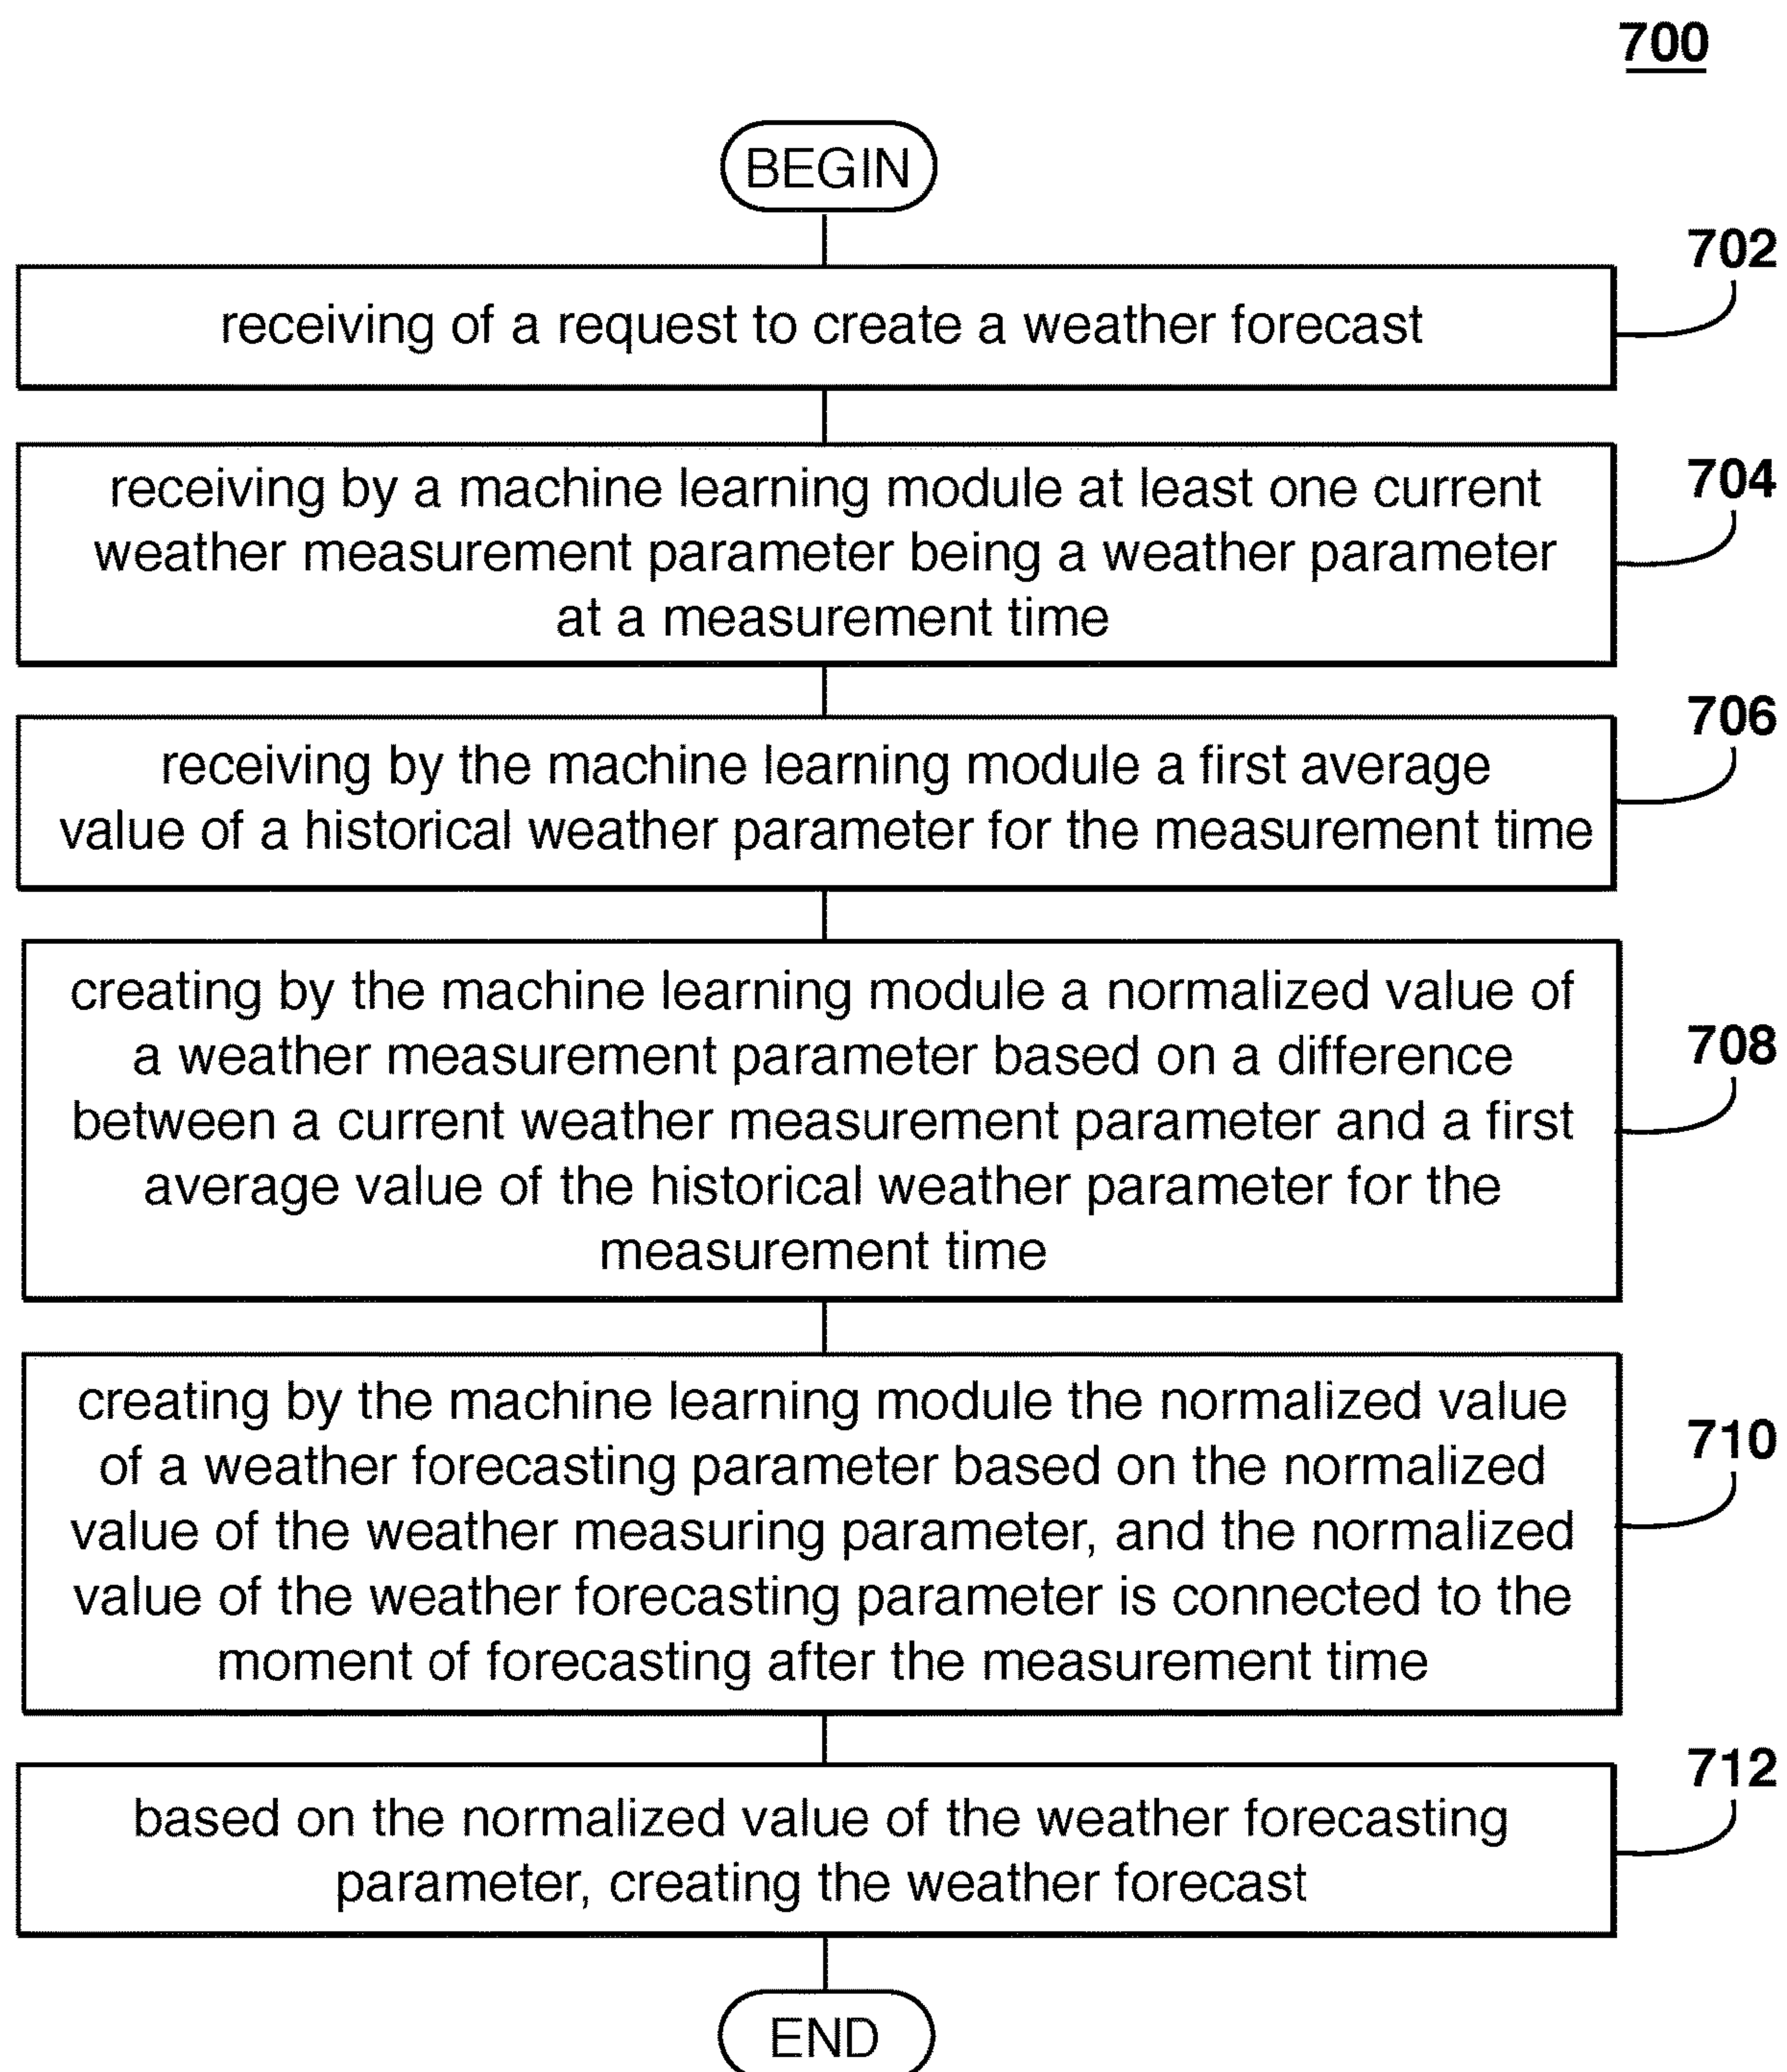 700
BEGIN
702
receiving of a request to create a weather forecast
704
receiving by a machine learning module at least one current
weather measurement parameter being a weather parameter
at a measurement time
706
receiving by the machine learning module a first average
value of a historical weather parameter for the measurement time
708
creating by the machine learning module a normalized value of
a weather measurement parameter based on a difference
between a current weather measurement parameter and a first
average value of the historical weather parameter for the
measurement time
710
creating by the machine learning module the normalized value
of a weather forecasting parameter based on the normalized
value of the weather measuring parameter, and the normalized
value of the weather forecasting parameter is connected to the
moment of forecasting after the measurement time
712
based on the normalized value of the weather forecasting
parameter, creating the weather forecast
END